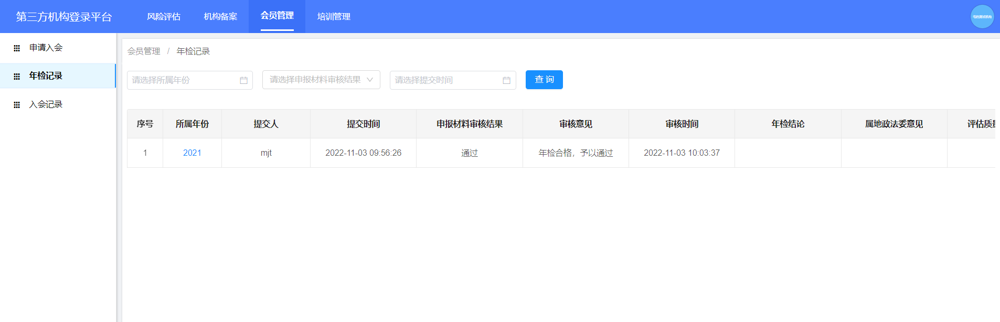 第三方机构登录平台 风险评估 机构备案 会员管理 培训管理
申请入会
年检记录
入会记录
会员管理 / 年检记录
请选择所属年份 请选择申报材料审核结果 请选择提交时间 查 询
序号 所属年份 提交人 提交时间 申报材料审核结果 审核意见 审核时间 年检结论 属地政法委意见 评估质
1 2021 mjt 2022-11-03 09:56:26 通过 年检合格，予以通过 2022-11-03 10:03:37